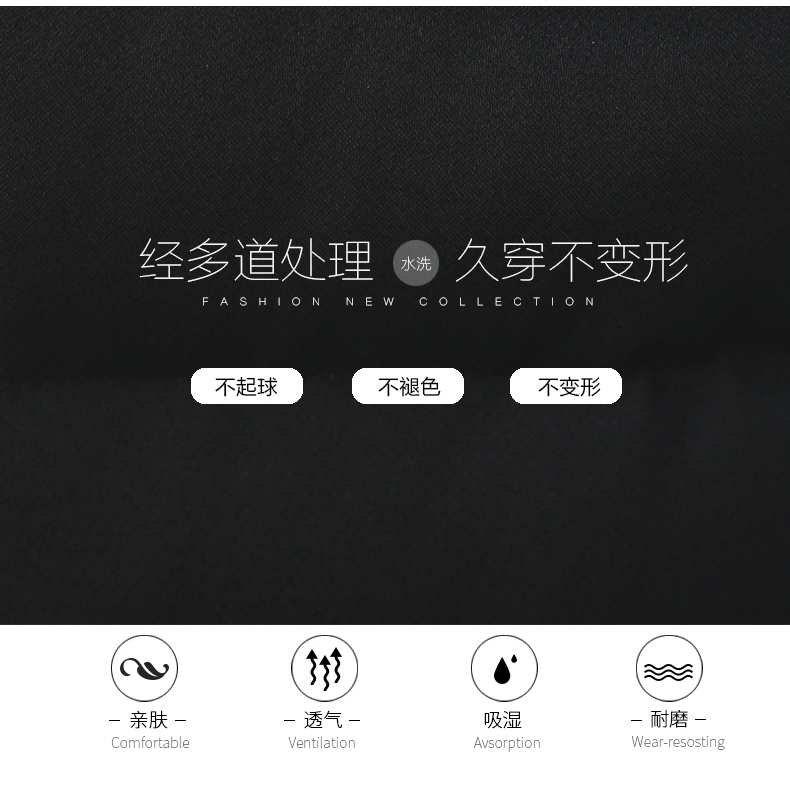 经多道处理 水洗 久穿不变形
FASHION NEW COLLECTION
不起球 不褪色 不变形
亲肤 透气 吸湿 耐磨
Comfortable Ventilation Avsorption Wear-resosting